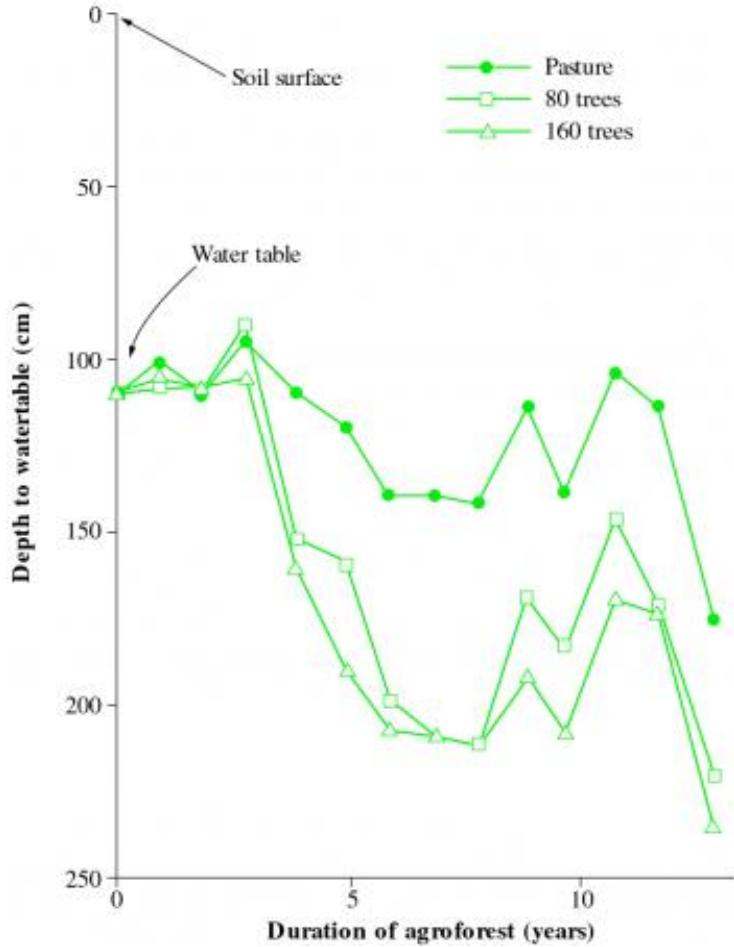 0
Soil surface
Pasture
80 trees
160 trees
50
Water table
100
150
200
250
Depth to watertable (cm)
0 5 10
Duration of agroforest (years)